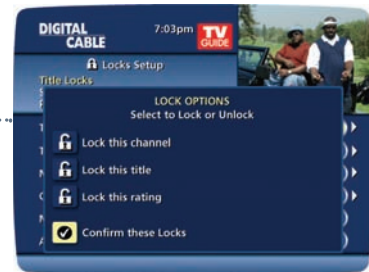 DIGITAL
CABLE
7:03pm
TV
GUIDE
Locks Setup
Title Locks
LOCK OPTIONS
Select to Lock or Unlock
Lock this channel
Lock this title
Lock this rating
Confirm these Locks